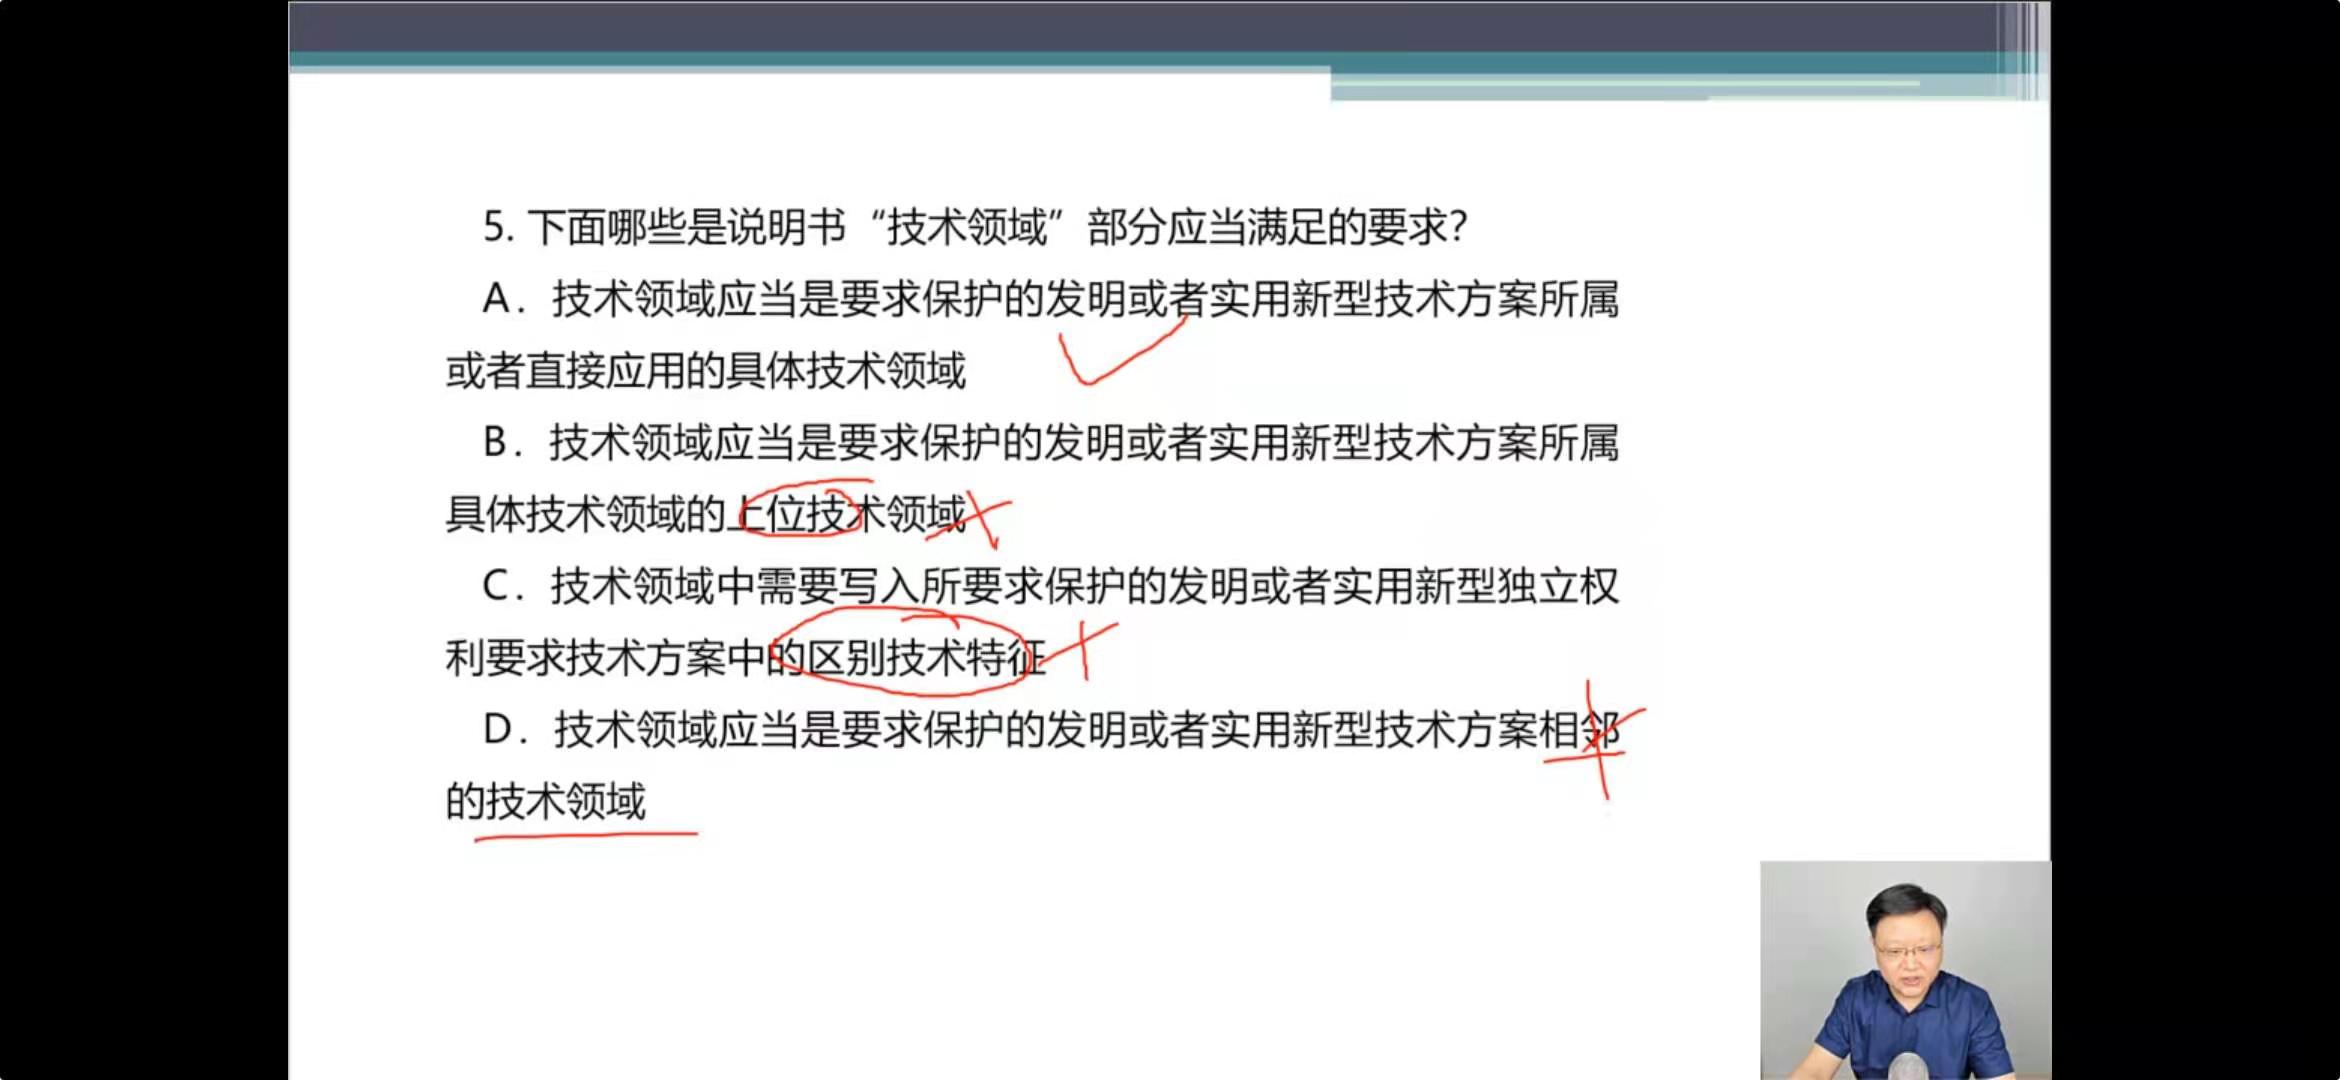 5. 下面哪些是说明书“技术领域”部分应当满足的要求？
A. 技术领域应当是要求保护的发明或者实用新型技术方案所属
或者直接应用的具体技术领域
B. 技术领域应当是要求保护的发明或者实用新型技术方案所属
具体技术领域的上位技术领域
C. 技术领域中需要写入所要求保护的发明或者实用新型独立权
利要求技术方案中的区别技术特征
D. 技术领域应当是要求保护的发明或者实用新型技术方案相邻
的技术领域